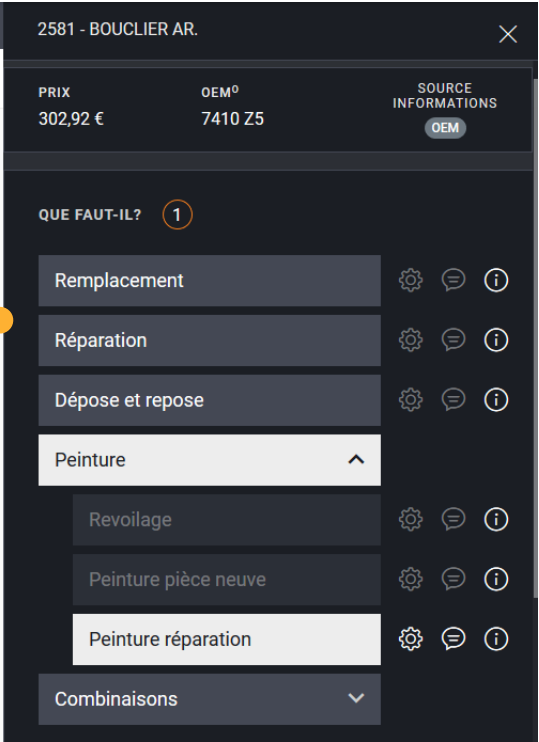 2581 - BOUCLIER AR.
PRIX
302,92 €
OEM⁰
7410 Z5
SOURCE
INFORMATIONS
OEM
QUE FAUT-IL? 1
Remplacement
Réparation
Dépose et repose
Peinture
Revoilage
Peinture pièce neuve
Peinture réparation
Combinaisons